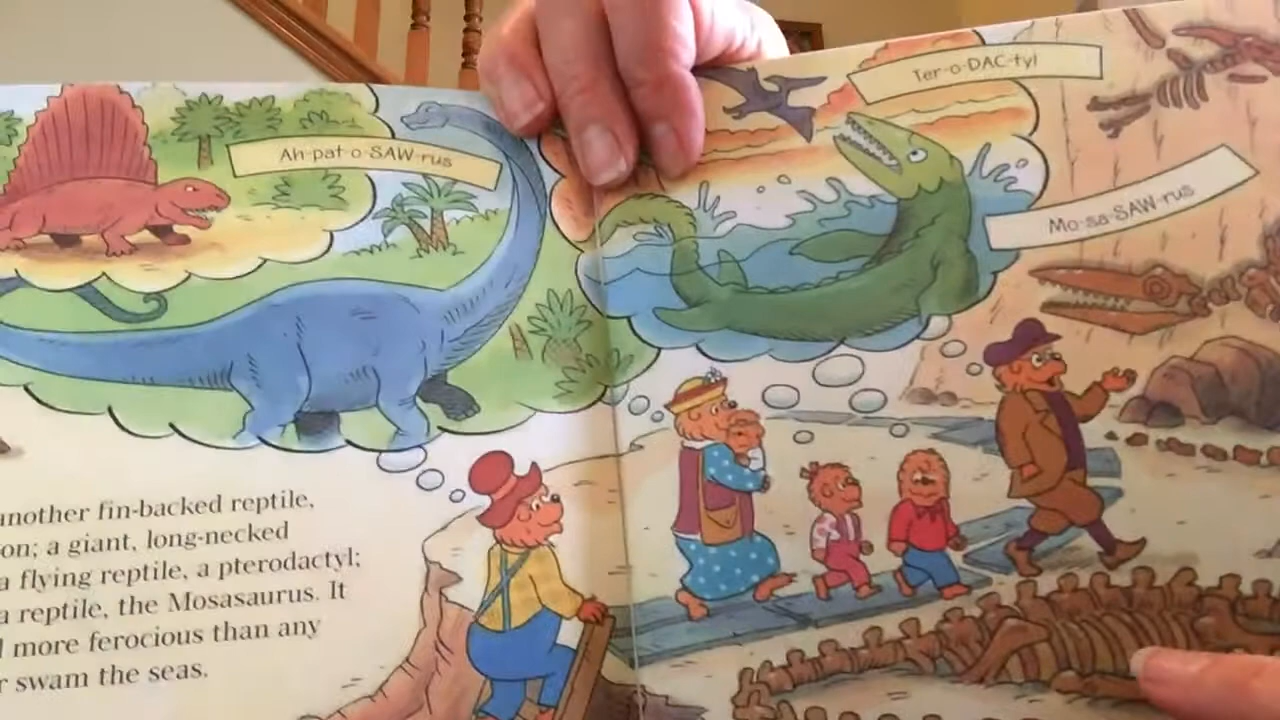 Ah-pat-o-SAW-rus
Ter-o-DAC-tyl
Mo-sa-SAW-rus
another fin-backed reptile,
on; a giant, long-necked
a flying reptile, a pterodactyl;
a reptile, the Mosasaurus. It
more ferocious than any
swam the seas.